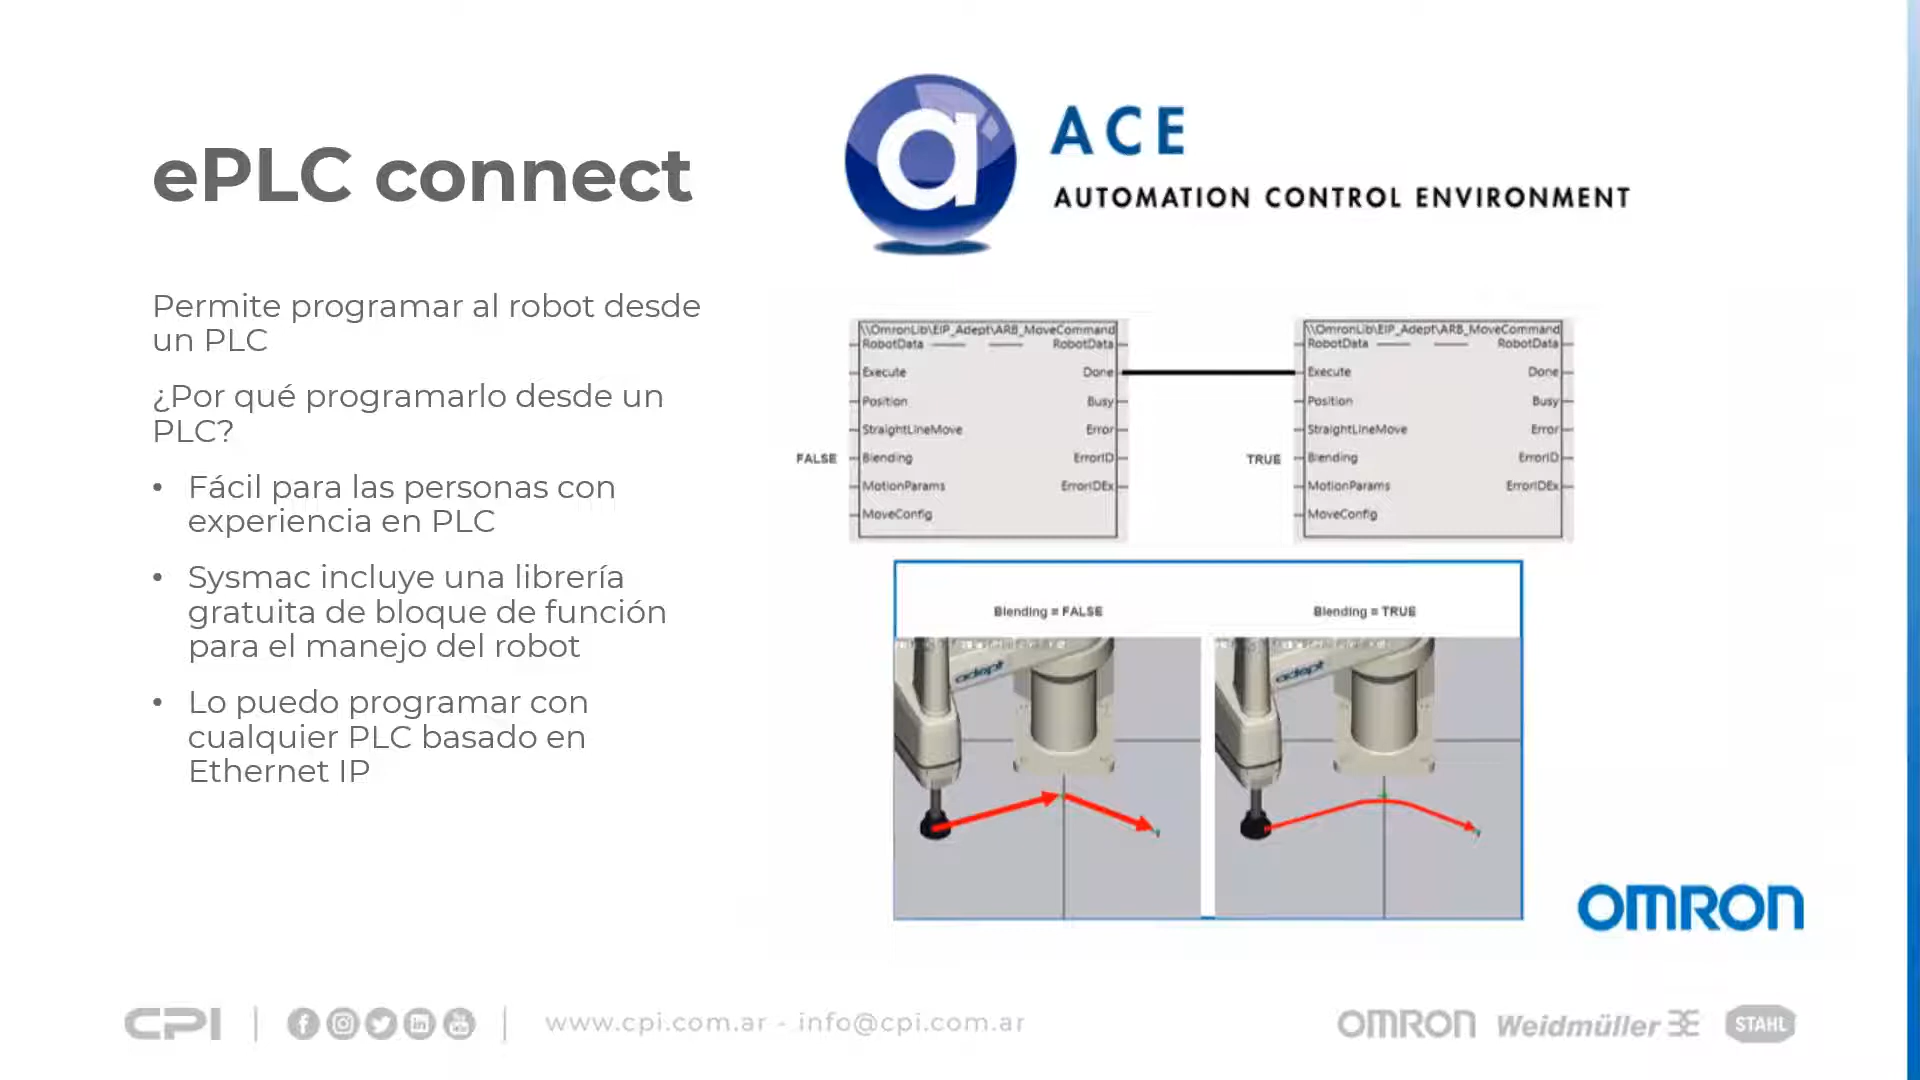 ePLC connect
a
ACE
AUTOMATION CONTROL ENVIRONMENT
Permite programar al robot desde
un PLC
¿Por qué programarlo desde un
PLC?
• Fácil para las personas con
experiencia en PLC
• Sysmac incluye una librería
gratuita de bloque de función
para el manejo del robot
• Lo puedo programar con
cualquier PLC basado en
Ethernet IP
\\OmronLib\EIP_Adept\ARB_MoveCommand
RobotData RobotData
Execute Done
Position Busy
StraightLineMove Error
FALSE Blending ErrorID
MotionParams ErrorIDEx
MoveConfig
\\OmronLib\EIP_Adept\ARB_MoveCommand
RobotData RobotData
Execute Done
Position Busy
StraightLineMove Error
TRUE Blending ErrorID
MotionParams ErrorIDEx
MoveConfig
Blending = FALSE
Blending = TRUE
adept
adept
OMRON
CPI
www.cpi.com.ar - info@cpi.com.ar
OMRON
Weidmüller
STAHL